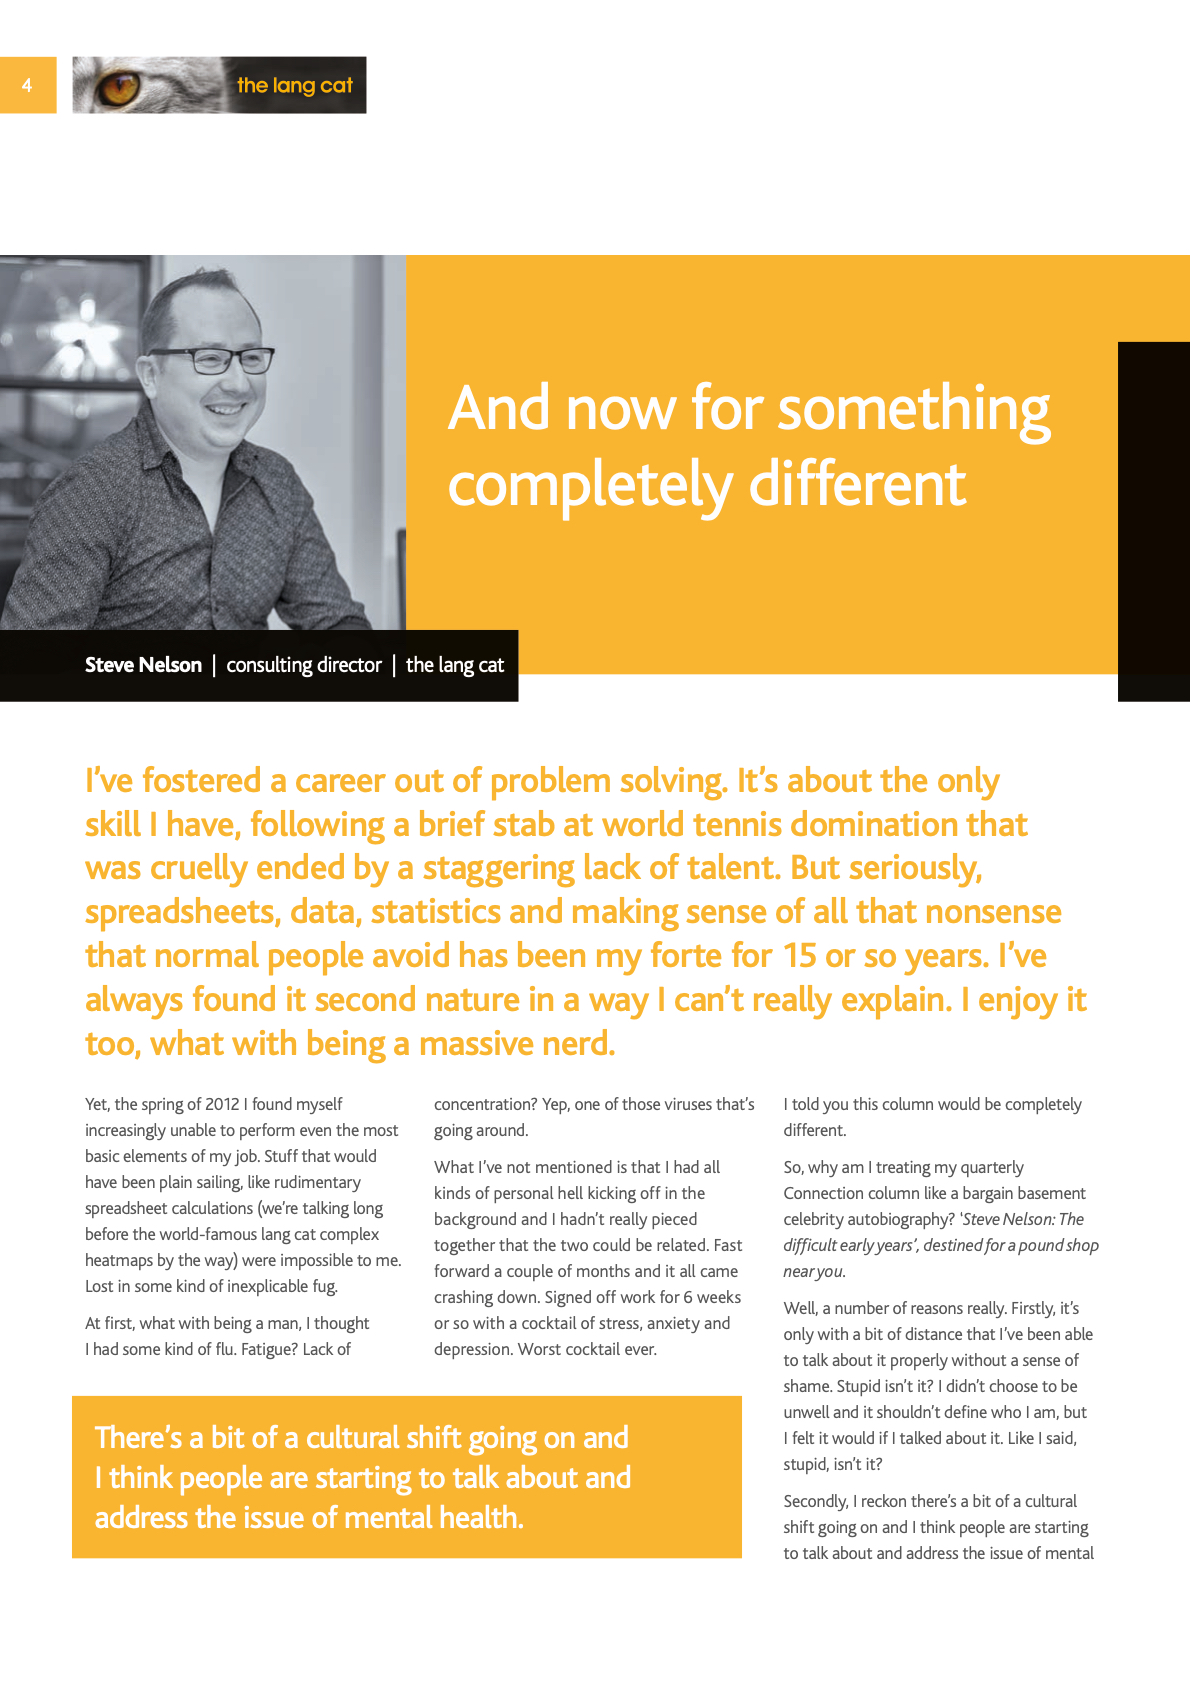 4
the lang cat
And now for something
completely different
Steve Nelson | consulting director | the lang cat
I’ve fostered a career out of problem solving. It’s about the only
skill I have, following a brief stab at world tennis domination that
was cruelly ended by a staggering lack of talent. But seriously,
spreadsheets, data, statistics and making sense of all that nonsense
that normal people avoid has been my forte for 15 or so years. I’ve
always found it second nature in a way I can’t really explain. I enjoy it
too, what with being a massive nerd.
Yet, the spring of 2012 I found myself
increasingly unable to perform even the most
basic elements of my job. Stuff that would
have been plain sailing, like rudimentary
spreadsheet calculations (we’re talking long
before the world-famous lang cat complex
heatmaps by the way) were impossible to me.
Lost in some kind of inexplicable fug.
At first, what with being a man, I thought
I had some kind of flu. Fatigue? Lack of
concentration? Yep, one of those viruses that’s
going around.
What I’ve not mentioned is that I had all
kinds of personal hell kicking off in the
background and I hadn’t really pieced
together that the two could be related. Fast
forward a couple of months and it all came
crashing down. Signed off work for 6 weeks
or so with a cocktail of stress, anxiety and
depression. Worst cocktail ever.
There’s a bit of a cultural shift going on and
I think people are starting to talk about and
address the issue of mental health.
I told you this column would be completely
different.
So, why am I treating my quarterly
Connection column like a bargain basement
celebrity autobiography? ‘Steve Nelson: The
difficult early years’, destined for a pound shop
near you.
Well, a number of reasons really. Firstly, it’s
only with a bit of distance that I’ve been able
to talk about it properly without a sense of
shame. Stupid isn’t it? I didn’t choose to be
unwell and it shouldn’t define who I am, but
I felt it would if I talked about it. Like I said,
stupid, isn’t it?
Secondly, I reckon there’s a bit of a cultural
shift going on and I think people are starting
to talk about and address the issue of mental